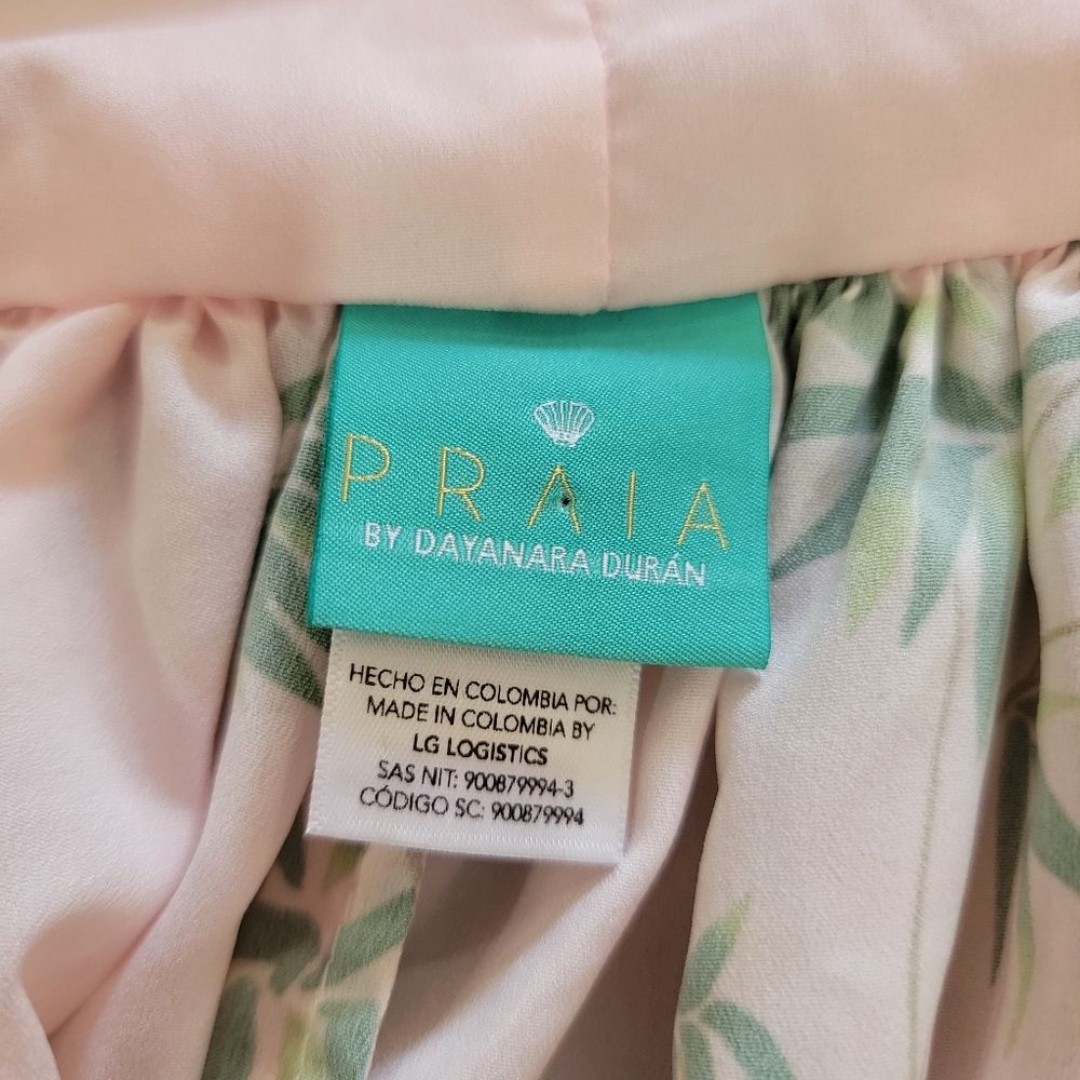 PRAIA
BY DAYANARA DURÁN
HECHO EN COLOMBIA POR:
MADE IN COLOMBIA BY
LG LOGISTICS
SAS NIT: 900879994-3
CÓDIGO SC: 900879994